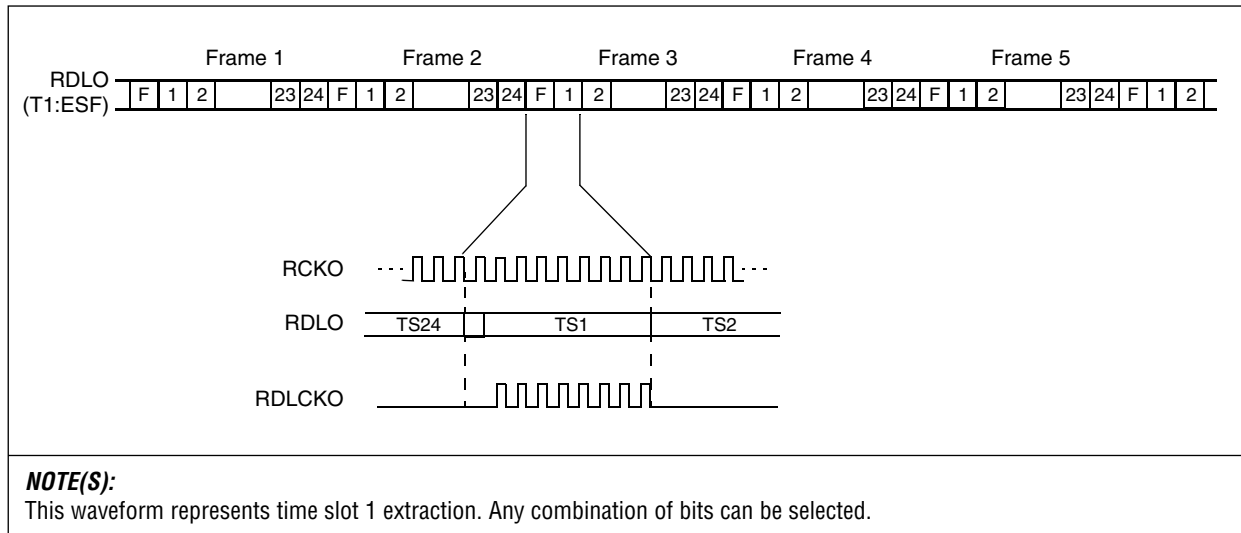 Frame 1 Frame 2 Frame 3 Frame 4 Frame 5
RDLO
(T1:ESF)
F 1 2 23 24 F 1 2 23 24 F 1 2 23 24 F 1 2 23 24 F 1 2 23 24 F 1 2
RCKO
RDLO TS24 TS1 TS2
RDLCKO
NOTE(S):
This waveform represents time slot 1 extraction. Any combination of bits can be selected.